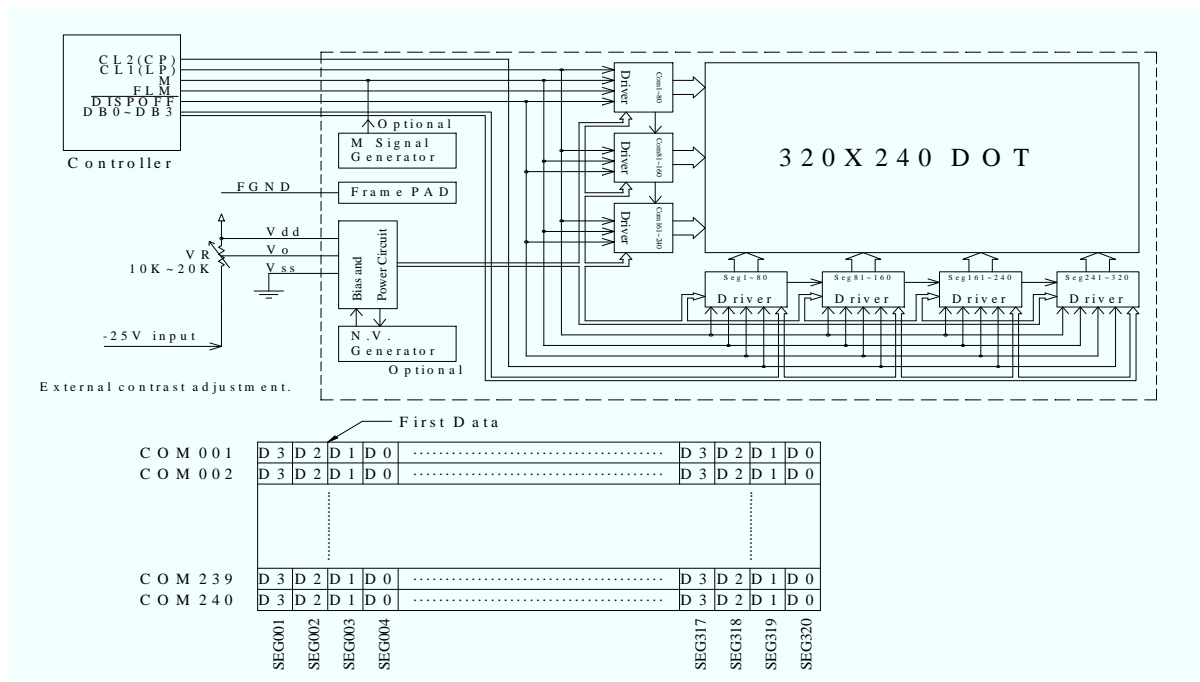 CL2(CP)
CL1(LP)
M
FLM
DISPOFF
DB0~DB3
Controller
Optional
M Signal
Generator
FGND
Frame PAD
Vdd
Vo
Vss
VR
10K~20K
Bias and
Power Circuit
-25V input
N.V.
Generator
Optional
External contrast adjustment.
Driver
Com1~80
Driver
Com81~160
Driver
Com161~240
320X240 DOT
Seg1~80
Driver
Seg81~160
Driver
Seg161~240
Driver
Seg241~320
Driver
First Data
COM001 D3 D2 D1 D0 D3 D2 D1 D0
COM002 D3 D2 D1 D0 D3 D2 D1 D0
COM239 D3 D2 D1 D0 D3 D2 D1 D0
COM240 D3 D2 D1 D0 D3 D2 D1 D0
SEG001 SEG002 SEG003 SEG004 SEG317 SEG318 SEG319 SEG320